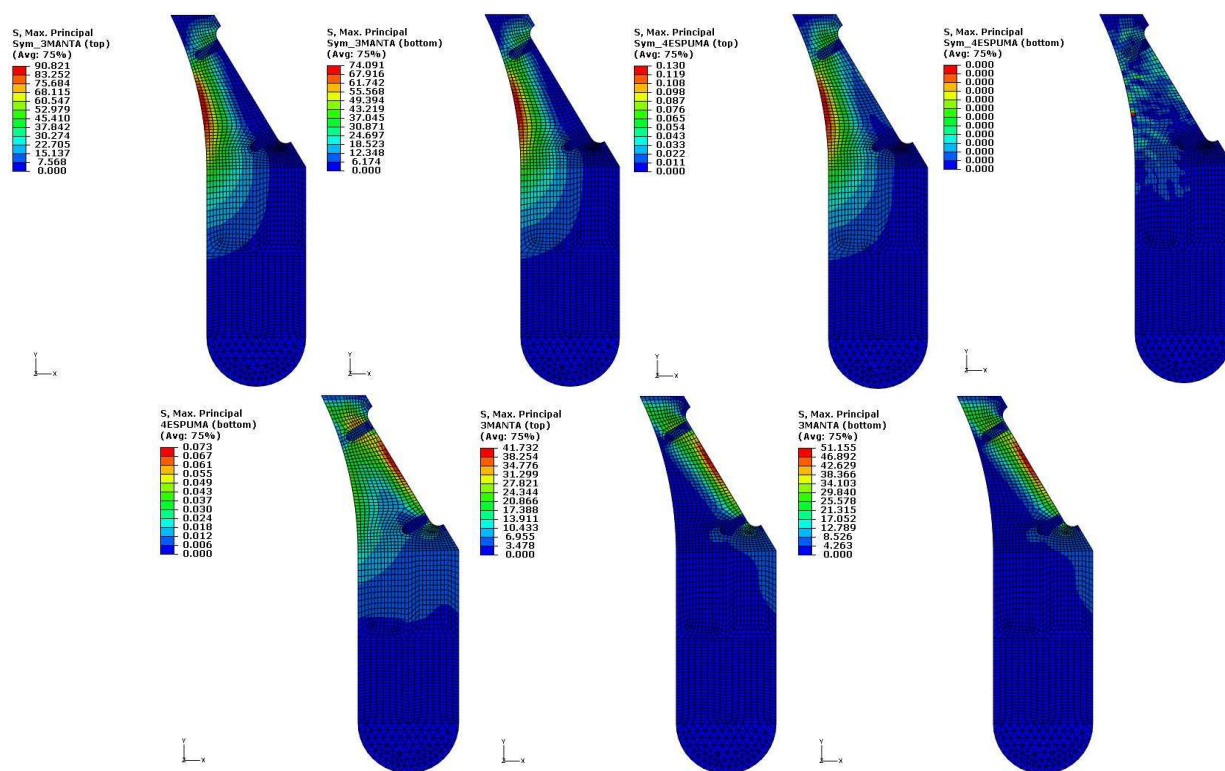 S, Max. Principal
Sym_3MANTA (top)
(Avg: 75%)
90.821
83.252
75.684
68.115
60.547
52.979
45.410
37.842
30.274
22.705
15.137
7.568
0.000
Y
Z X
S, Max. Principal
Sym_3MANTA (bottom)
(Avg: 75%)
74.091
67.916
61.742
55.568
49.394
43.219
37.045
30.871
24.697
18.523
12.348
6.174
0.000
Y
Z X
S, Max. Principal
Sym_4ESPUMA (top)
(Avg: 75%)
0.130
0.119
0.108
0.098
0.087
0.076
0.065
0.054
0.043
0.033
0.022
0.011
0.000
Y
Z X
S, Max. Principal
Sym_4ESPUMA (bottom)
(Avg: 75%)
0.000
0.000
0.000
0.000
0.000
0.000
0.000
0.000
0.000
0.000
0.000
0.000
0.000
Y
Z X
S, Max. Principal
4ESPUMA (bottom)
(Avg: 75%)
0.073
0.067
0.061
0.055
0.049
0.043
0.037
0.030
0.024
0.018
0.012
0.006
0.000
Y
Z X
S, Max. Principal
3MANTA (top)
(Avg: 75%)
41.732
38.254
34.776
31.299
27.821
24.344
20.866
17.388
13.911
10.433
6.955
3.478
0.000
Y
Z X
S, Max. Principal
3MANTA (bottom)
(Avg: 75%)
51.155
46.892
42.629
38.366
34.103
29.840
25.578
21.315
17.052
12.789
8.526
4.263
0.000
Y
Z X